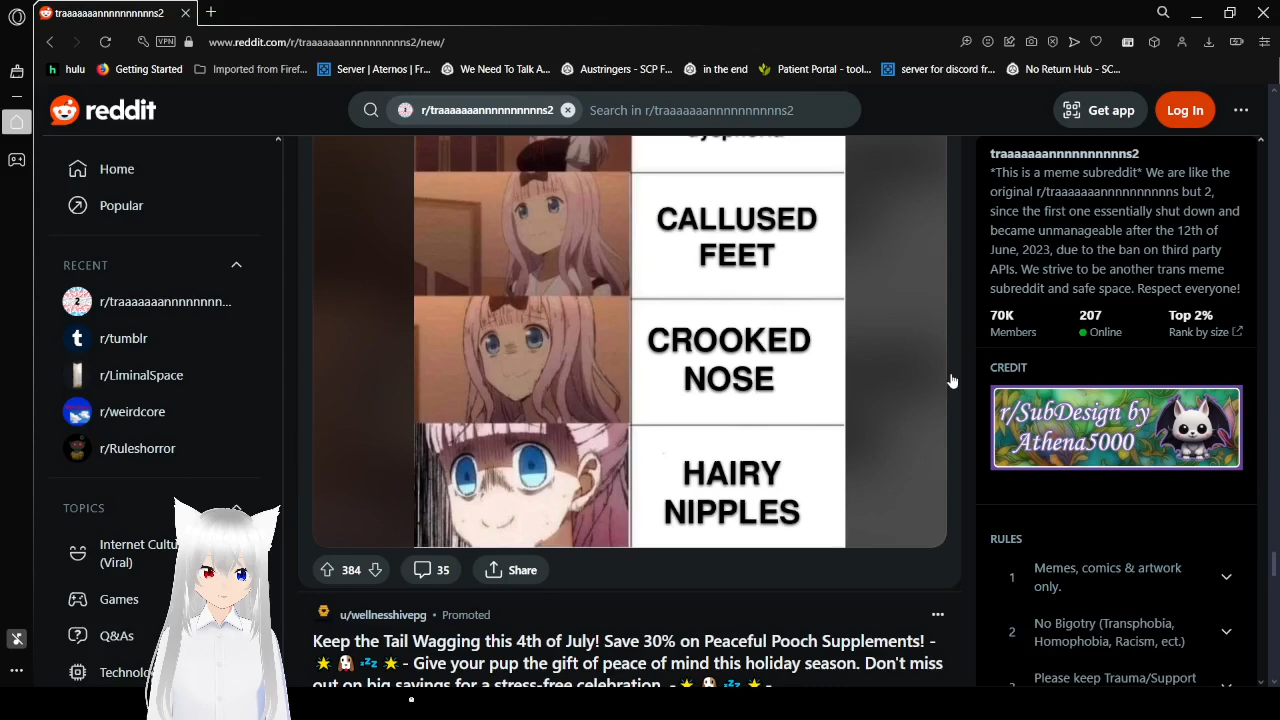 traaaaaaannnnnnnnnns2
VPN
www.reddit.com/r/traaaaaaannnnnnnnnns2/new/
hulu
Getting Started
Imported from Firef...
Server | Aternos | Fr...
We Need To Talk A...
Austringers - SCP F...
in the end
Patient Portal - tool...
server for discord fr...
No Return Hub - SC...
reddit
r/traaaaaaannnnnnnnnns2
Search in r/traaaaaaannnnnnnnnns2
Get app
Log In
Home
Popular
RECENT
r/traaaaaaannnnnnnn...
r/tumblr
r/LiminalSpace
r/weirdcore
r/Ruleshorror
TOPICS
Internet Cultu
(Viral)
Games
Q&As
Technolo
CALLUSED
FEET
CROOKED
NOSE
HAIRY
NIPPLES
384
35
Share
u/wellnesshivepg • Promoted
Keep the Tail Wagging this 4th of July! Save 30% on Peaceful Pooch Supplements! -
- Give your pup the gift of peace of mind this holiday season. Don't miss
out on big savings for a stress-free celebration. -
traaaaaaannnnnnnnnns2
*This is a meme subreddit* We are like the
original r/traaaaaaannnnnnnnnns but 2,
since the first one essentially shut down and
became unmanageable after the 12th of
June, 2023, due to the ban on third party
APIs. We strive to be another trans meme
subreddit and safe space. Respect everyone!
70K
Members
207
Online
Top 2%
Rank by size
CREDIT
r/SubDesign by
Athena5000
RULES
1
Memes, comics & artwork
only.
2
No Bigotry (Transphobia,
Homophobia, Racism, ect.)
Please keep Trauma/Support